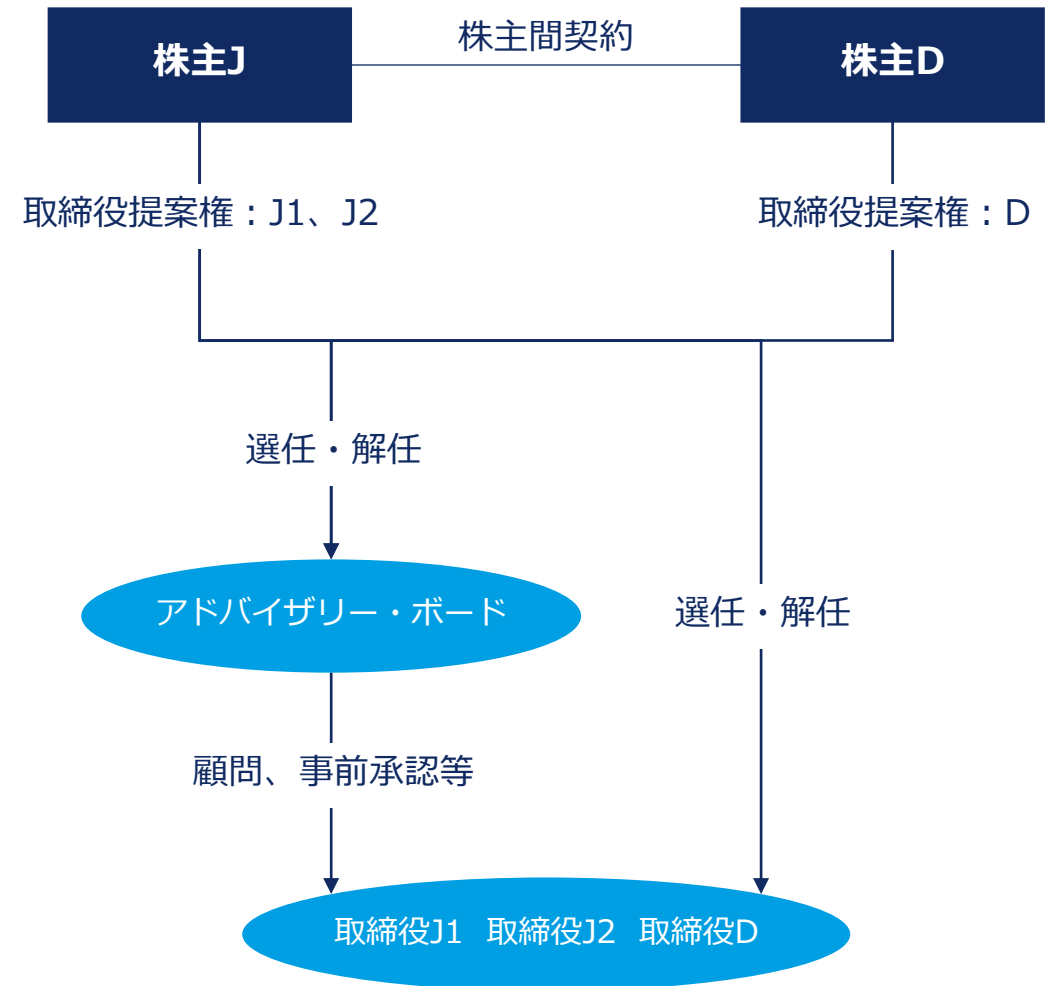 株主J
株主間契約
株主D
取締役提案権：J1、J2
取締役提案権：D
選任・解任
アドバイザリー・ボード
選任・解任
顧問、事前承認等
取締役J1 取締役J2 取締役D